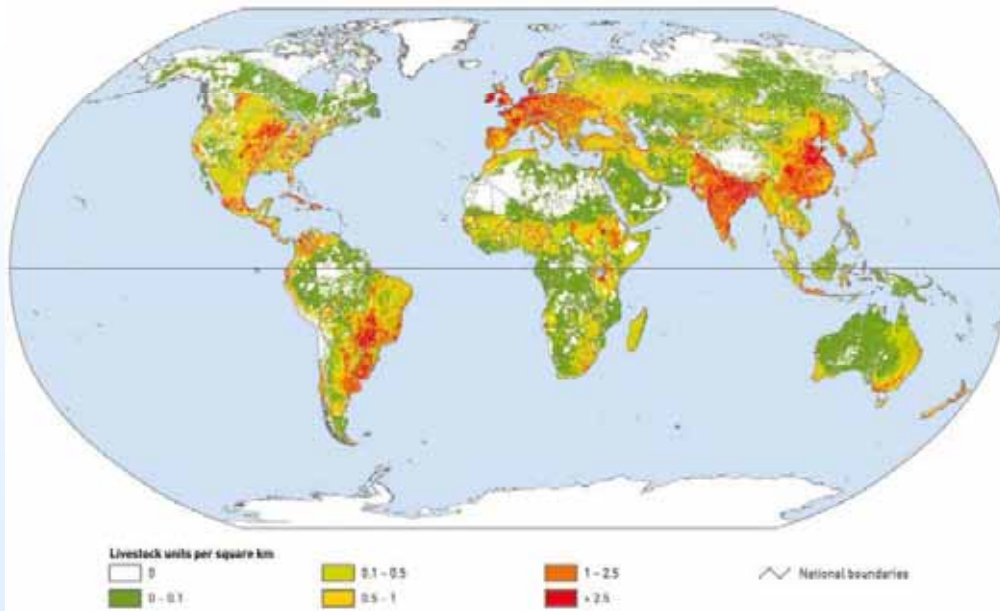 Livestock units per square km
0
0.1 – 0.5
1 – 2.5
National boundaries
0 – 0.1
0.5 – 1
> 2.5